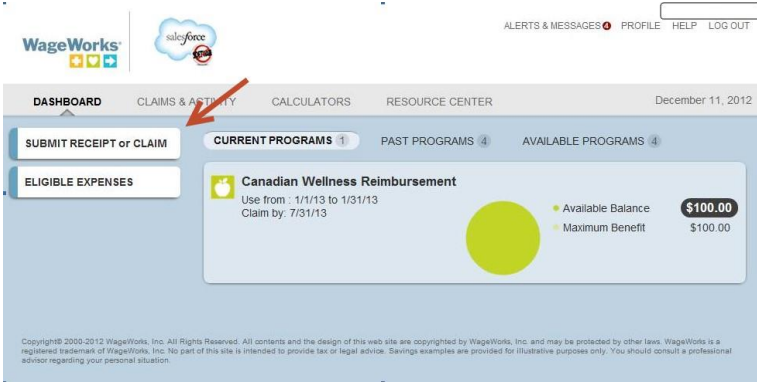 ALERTS & MESSAGES 4 PROFILE HELP LOG OUT
WageWorks®
salesforce
DASHBOARD CLAIMS & ACTIVITY CALCULATORS RESOURCE CENTER December 11, 2012
SUBMIT RECEIPT or CLAIM
ELIGIBLE EXPENSES
CURRENT PROGRAMS 1 PAST PROGRAMS 4 AVAILABLE PROGRAMS 4
Canadian Wellness Reimbursement
Use from : 1/1/13 to 1/31/13
Claim by: 7/31/13
Available Balance $100.00
Maximum Benefit $100.00
Copyright© 2000-2012 WageWorks, Inc. All Rights Reserved. All contents and the design of this web site are copyrighted by WageWorks, Inc. and may be protected by other laws. WageWorks is a
registered trademark of WageWorks, Inc. No part of this site is intended to provide tax or legal advice. Savings examples are provided for illustrative purposes only. You should consult a professional
advisor regarding your personal situation.